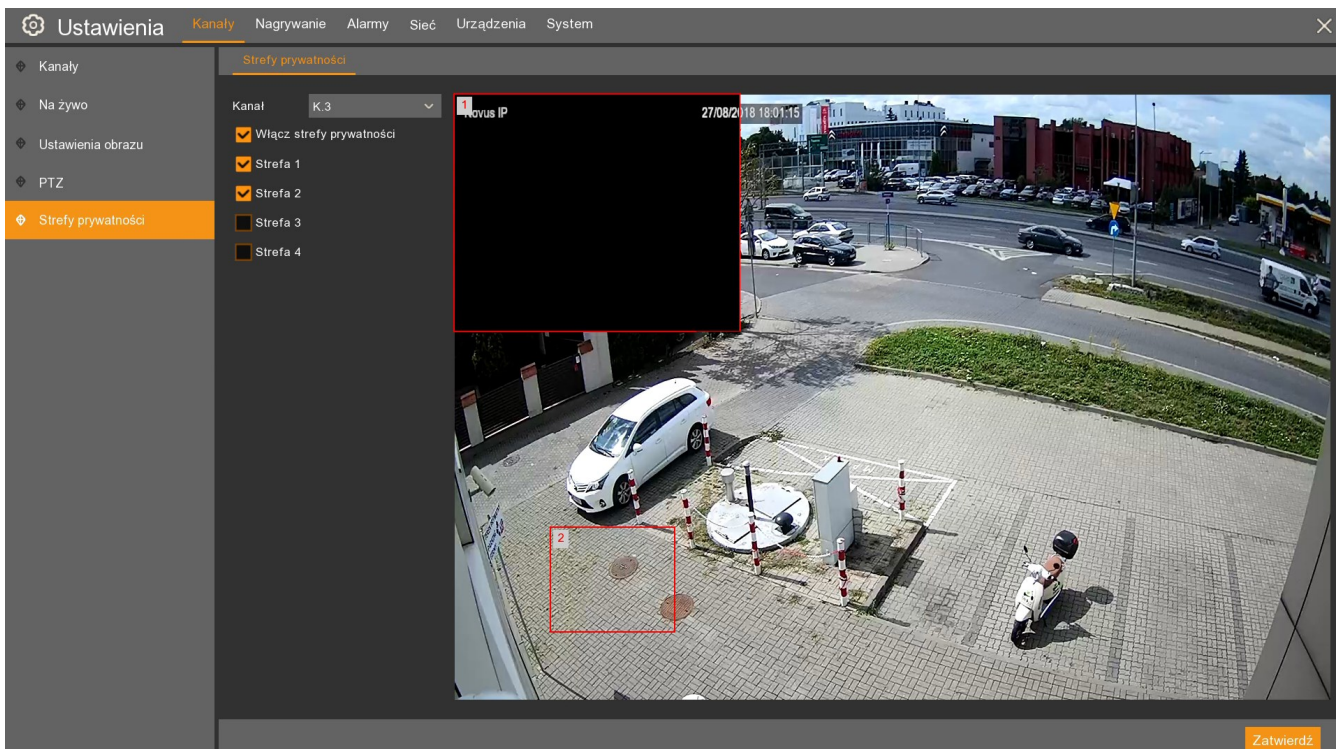 Ustawienia
Kanały Nagrywanie Alarmy Sieć Urządzenia System
Kanały
Na żywo
Ustawienia obrazu
PTZ
Strefy prywatności
Strefy prywatności
Kanał K.3
Włącz strefy prywatności
Strefa 1
Strefa 2
Strefa 3
Strefa 4
1
Novus IP 27/08/2018 18:01:15
2
Zatwierdź